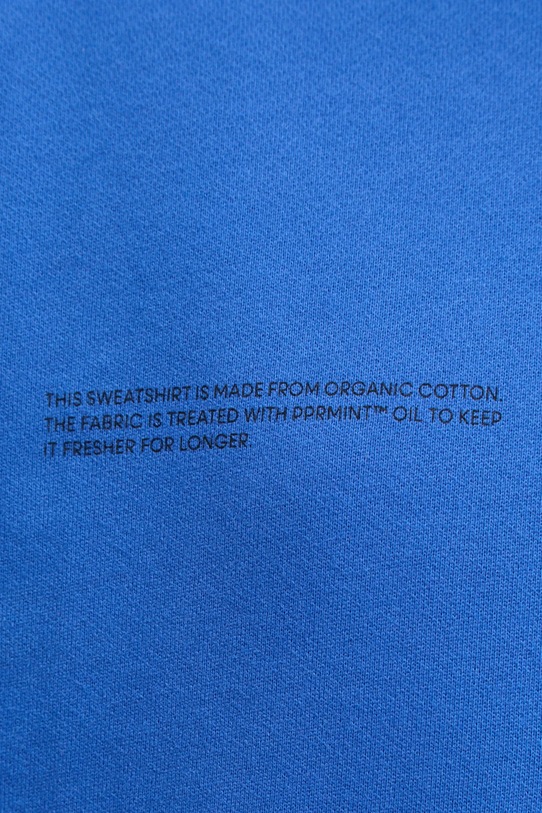 THIS SWEATSHIRT IS MADE FROM ORGANIC COTTON.
THE FABRIC IS TREATED WITH PPRMINT™ OIL TO KEEP
IT FRESHER FOR LONGER.